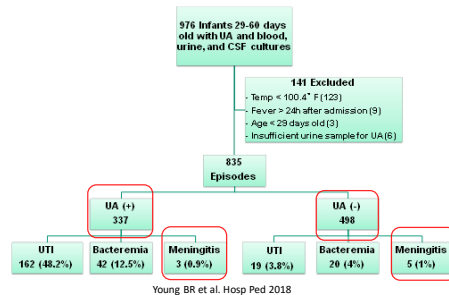 976 Infants 29-60 days
old with UA and blood,
urine, and CSF cultures
141 Excluded
- Temp < 100.4° F (123)
- Fever > 24h after admission (9)
- Age < 29 days old (3)
- Insufficient urine sample for UA (6)
835
Episodes
UA (+)
337
UA (-)
498
UTI
162 (48.2%)
Bacteremia
42 (12.5%)
Meningitis
3 (0.9%)
UTI
19 (3.8%)
Bacteremia
20 (4%)
Meningitis
5 (1%)
Young BR et al. Hosp Ped 2018